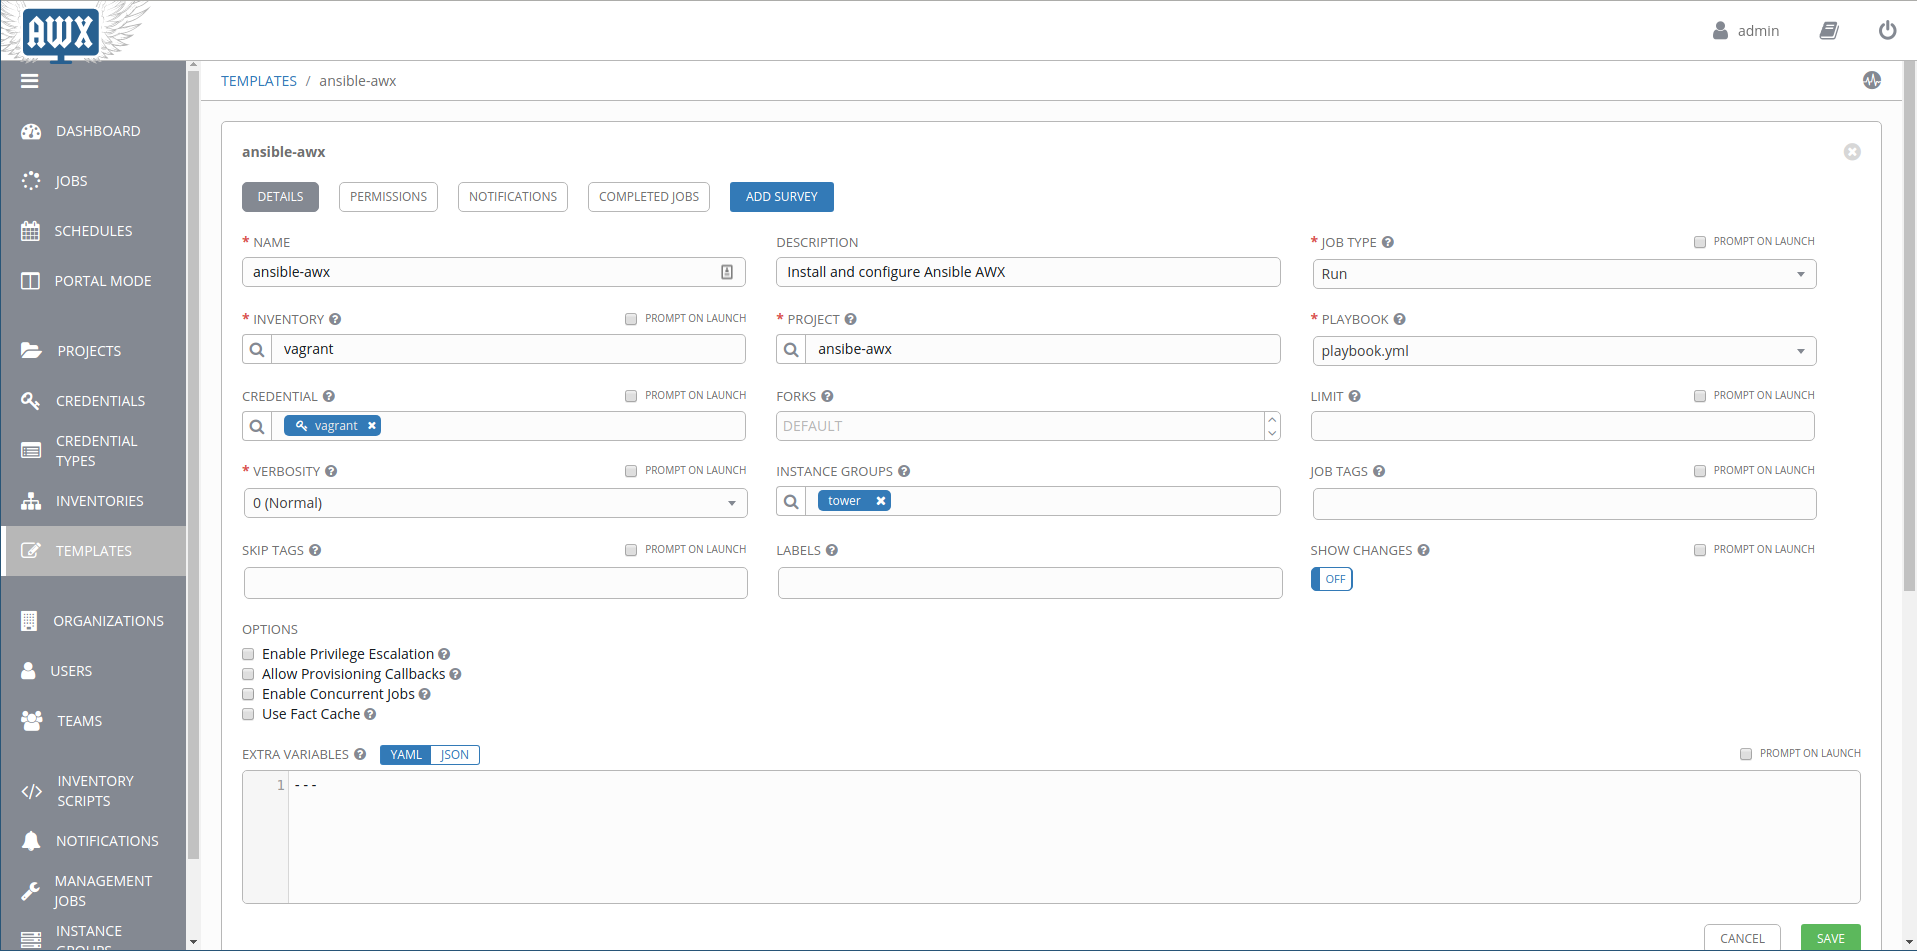 AWX
admin
TEMPLATES / ansible-awx
DASHBOARD
JOBS
SCHEDULES
PORTAL MODE
PROJECTS
CREDENTIALS
CREDENTIAL
TYPES
INVENTORIES
TEMPLATES
ORGANIZATIONS
USERS
TEAMS
INVENTORY
SCRIPTS
NOTIFICATIONS
MANAGEMENT
JOBS
INSTANCE
GROUPS
ansible-awx
DETAILS PERMISSIONS NOTIFICATIONS COMPLETED JOBS ADD SURVEY
* NAME
ansible-awx
DESCRIPTION
Install and configure Ansible AWX
* JOB TYPE PROMPT ON LAUNCH
Run
* INVENTORY PROMPT ON LAUNCH
vagrant
* PROJECT
ansibe-awx
* PLAYBOOK
playbook.yml
CREDENTIAL PROMPT ON LAUNCH
vagrant
FORKS
DEFAULT
LIMIT PROMPT ON LAUNCH
* VERBOSITY PROMPT ON LAUNCH
0 (Normal)
INSTANCE GROUPS
tower
JOB TAGS PROMPT ON LAUNCH
SKIP TAGS PROMPT ON LAUNCH
LABELS
SHOW CHANGES PROMPT ON LAUNCH
OFF
OPTIONS
Enable Privilege Escalation
Allow Provisioning Callbacks
Enable Concurrent Jobs
Use Fact Cache
EXTRA VARIABLES YAML JSON PROMPT ON LAUNCH
1 ---
CANCEL SAVE